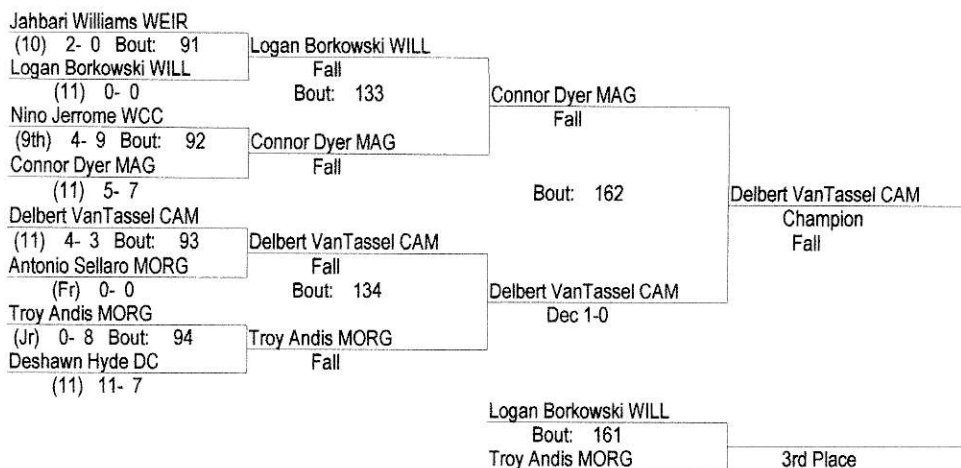 Jahbari Williams WEIR
(10) 2- 0 Bout: 91
Logan Borkowski WILL
(11) 0- 0
Nino Jerrome WCC
(9th) 4- 9 Bout: 92
Connor Dyer MAG
(11) 5- 7
Delbert VanTassel CAM
(11) 4- 3 Bout: 93
Antonio Sellaro MORG
(Fr) 0- 0
Troy Andis MORG
(Jr) 0- 8 Bout: 94
Deshawn Hyde DC
(11) 11- 7
Logan Borkowski WILL
Fall
Bout: 133
Connor Dyer MAG
Fall
Delbert VanTassel CAM
Fall
Bout: 134
Troy Andis MORG
Fall
Connor Dyer MAG
Fall
Bout: 162
Delbert VanTassel CAM
Dec 1-0
Delbert VanTassel CAM
Champion
Fall
Logan Borkowski WILL
Bout: 161
Troy Andis MORG
3rd Place